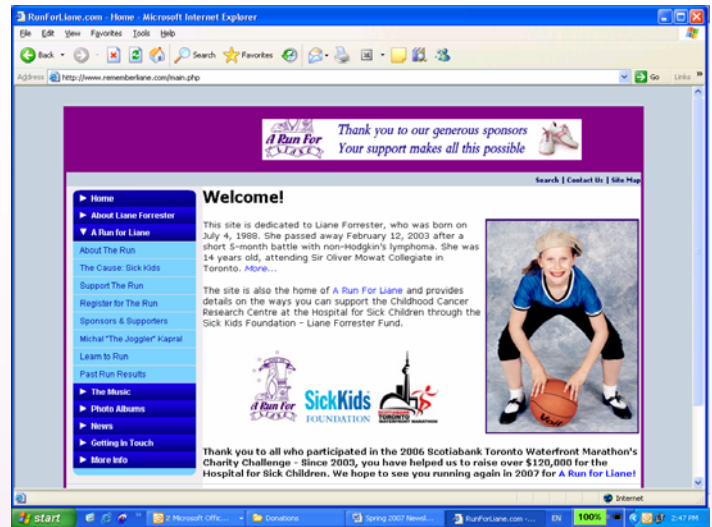 RunForLiane.com - Home - Microsoft Internet Explorer
File Edit View Favorites Tools Help
Back Search Favorites
Address http://www.rememberliane.com/main.php Go Links
A Run For
LIANE
Thank you to our generous sponsors
Your support makes all this possible
Search | Contact Us | Site Map
Home
About Liane Forrester
A Run for Liane
About The Run
The Cause: Sick Kids
Support The Run
Register for The Run
Sponsors & Supporters
Michal "The Joggler" Kapral
Learn to Run
Past Run Results
The Music
Photo Albums
News
Getting In Touch
More Info
Welcome!
This site is dedicated to Liane Forrester, who was born on
July 4, 1988. She passed away February 12, 2003 after a
short 5-month battle with non-Hodgkin's lymphoma. She was
14 years old, attending Sir Oliver Mowat Collegiate in
Toronto. More...
The site is also the home of A Run For Liane and provides
details on the ways you can support the Childhood Cancer
Research Centre at the Hospital for Sick Children through the
Sick Kids Foundation - Liane Forrester Fund.
A Run For
LIANE
SickKids
FOUNDATION
SCOTIABANK
TORONTO
WATERFRONT MARATHON
Voit
Thank you to all who participated in the 2006 Scotiabank Toronto Waterfront Marathon's
Charity Challenge - Since 2003, you have helped us to raise over $120,000 for the
Hospital for Sick Children. We hope to see you running again in 2007 for A Run for Liane!
Internet
start 2 Microsoft Offic... Donations Spring 2007 Newsl... RunForLiane.com -... EN 100% 2:47 PM